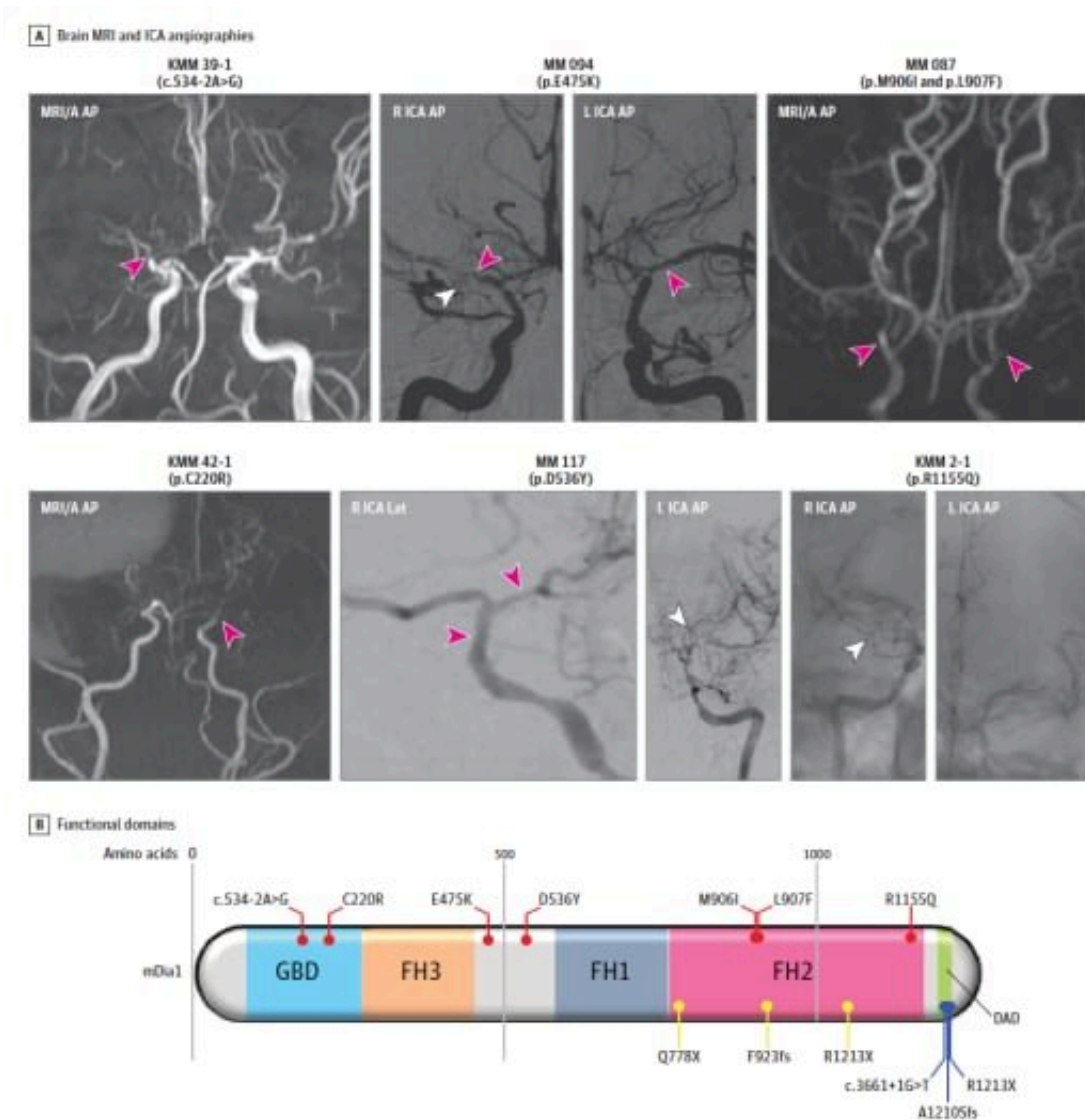 A Brain MRI and ICA angiographies
KMM 39-1
(c.534-2A>G)
MM 094
(p.E475K)
MM 087
(p.M906I and p.L907F)
MRI/A AP
R ICA AP
L ICA AP
MRI/A AP
KMM 42-1
(p.C220R)
MM 117
(p.D536Y)
KMM 2-1
(p.R1155Q)
MRI/A AP
R ICA Lat
L ICA AP
R ICA AP
L ICA AP
B Functional domains
Amino acids 0 500 1000
c.534-2A>G C220R E475K D536Y M906I L907F R1155Q
mDia1 GBD FH3 FH1 FH2
DAD
Q778X F923fs R1213X
c.3661+1G>T R1213X
A12105fs